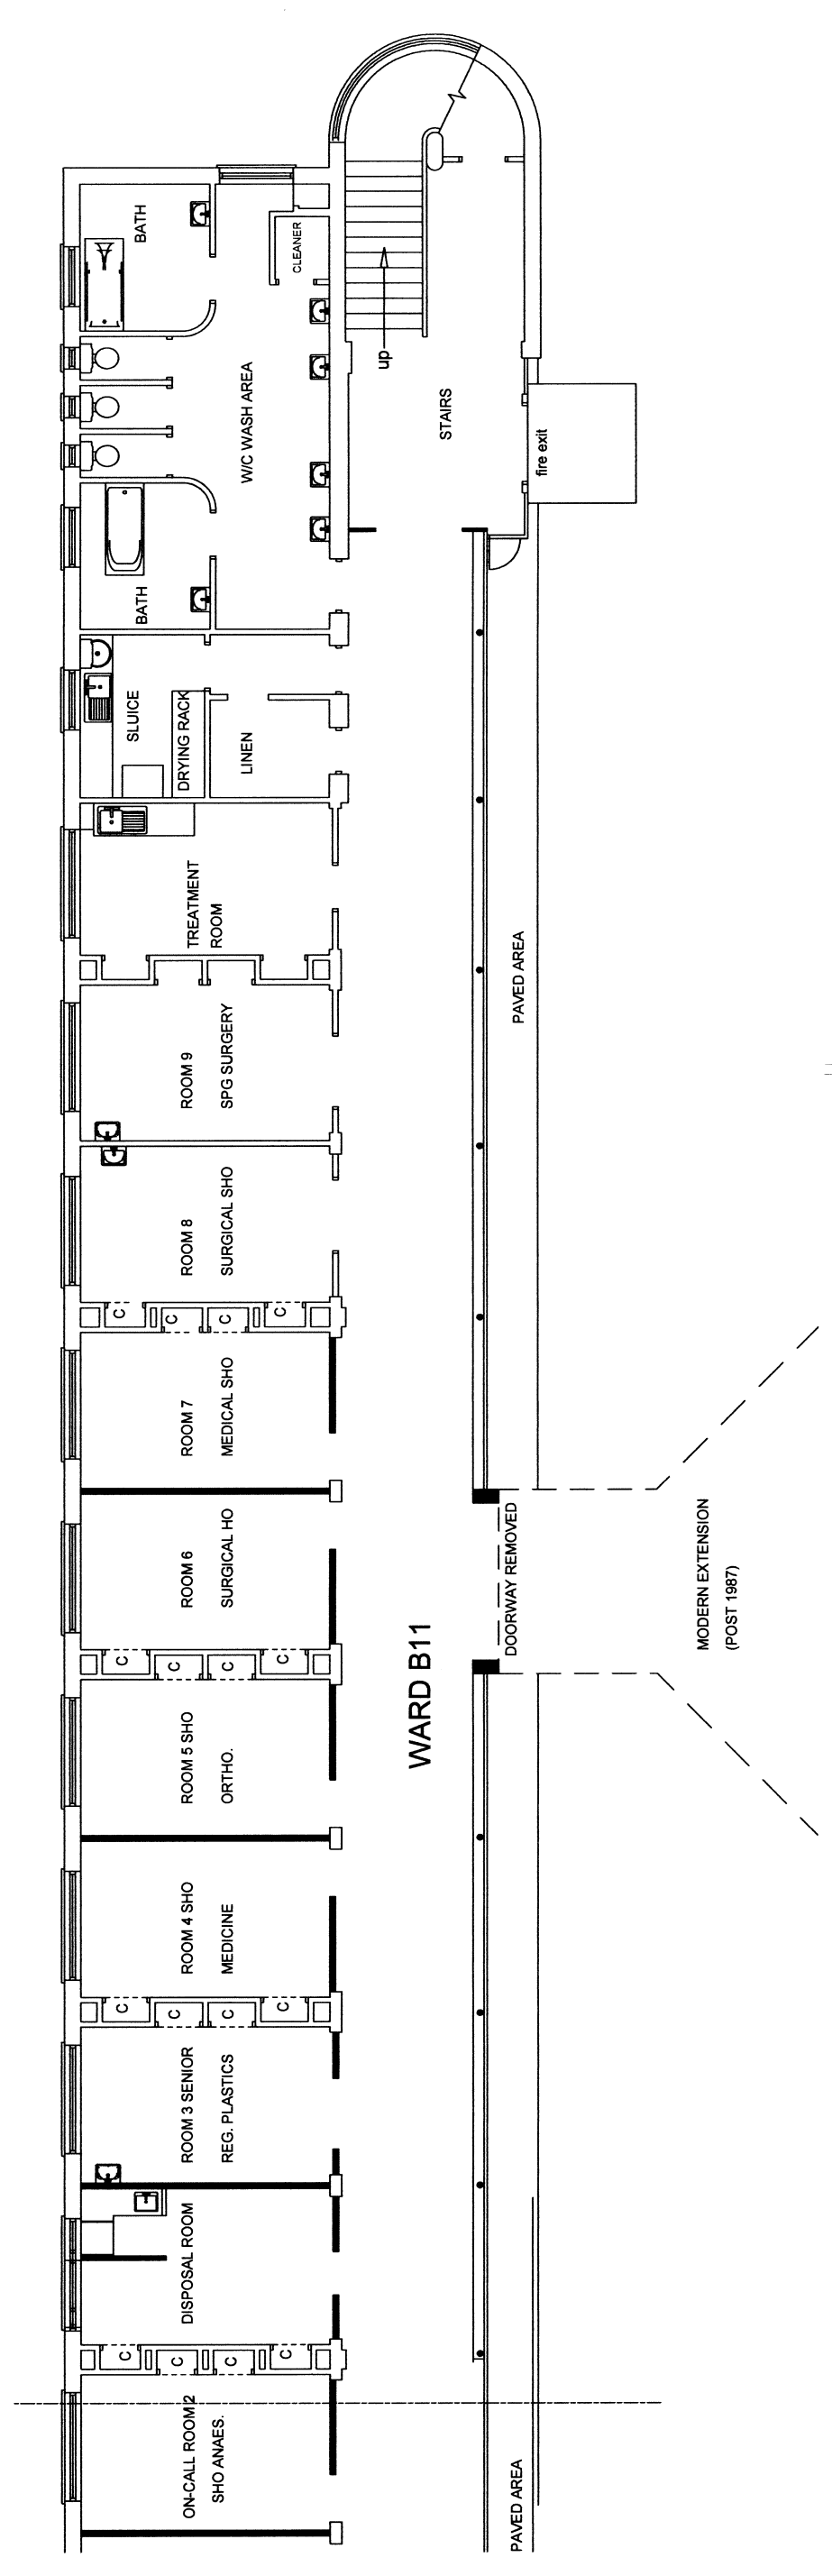 BATH
CLEANER
up
W/C WASH AREA
STAIRS
fire exit
BATH
SLUICE
DRYING RACK
LINEN
TREATMENT
ROOM
PAVED AREA
ROOM 9
SPG SURGERY
ROOM 8
SURGICAL SHO
C
C
C
C
ROOM 7
MEDICAL SHO
ROOM 6
SURGICAL HO
DOORWAY REMOVED
MODERN EXTENSION
(POST 1987)
C
C
C
C
WARD B11
ROOM 5 SHO
ORTHO.
ROOM 4 SHO
MEDICINE
C
C
C
C
ROOM 3 SENIOR
REG. PLASTICS
DISPOSAL ROOM
C
C
C
C
ON-CALL ROOM 2
SHO ANAES.
PAVED AREA